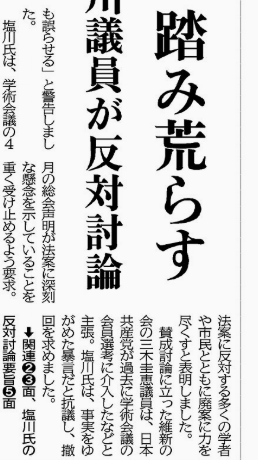 踏み荒らす
川議員が反対討論
も誤らせる」と警告しまし
た。
塩川氏は、学術会議の4
月の総会声明が法案に深刻
な懸念を示していることを
重く受け止めるよう要求。
法案に反対する多くの学者
や市民とともに廃案に力を
尽くすと表明しました。
賛成討論に立った維新の
会の三木圭恵議員は、日本
共産党が過去に学術会議の
会員選考に介入したなどと
主張。塩川氏は、事実をゆ
がめた暴言だと抗議し、撤
回を求めました。
➡関連❷❸面、塩川氏の
反対討論要旨❺面